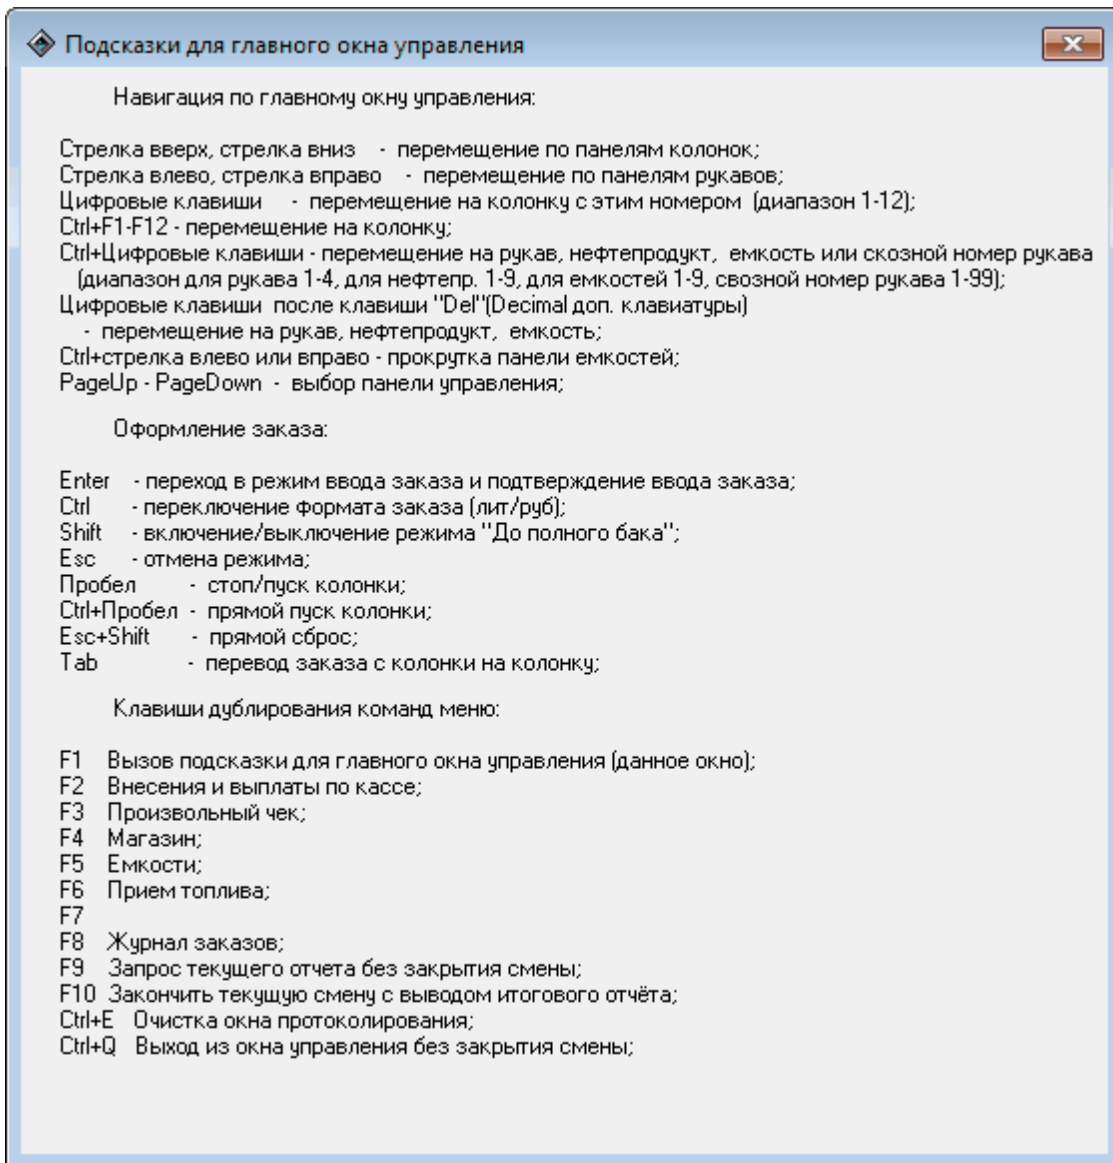 Подсказки для главного окна управления
Навигация по главному окну управления:
Стрелка вверх, стрелка вниз - перемещение по панелям колонок;
Стрелка влево, стрелка вправо - перемещение по панелям рукавов;
Цифровые клавиши - перемещение на колонку с этим номером (диапазон 1-12);
Ctrl+F1-F12 - перемещение на колонку;
Ctrl+Цифровые клавиши - перемещение на рукав, нефтепродукт, емкость или скозной номер рукава
(диапазон для рукава 1-4, для нефтепр. 1-9, для емкостей 1-9, свозной номер рукава 1-99);
Цифровые клавиши после клавиши "Del"(Decimal доп. клавиатуры)
- перемещение на рукав, нефтепродукт, емкость;
Ctrl+стрелка влево или вправо - прокрутка панели емкостей;
PageUp - PageDown - выбор панели управления;
Оформление заказа:
Enter - переход в режим ввода заказа и подтверждение ввода заказа;
Ctrl - переключение формата заказа (лит/руб);
Shift - включение/выключение режима "До полного бака";
Esc - отмена режима;
Пробел - стоп/пуск колонки;
Ctrl+Пробел - прямой пуск колонки;
Esc+Shift - прямой сброс;
Tab - перевод заказа с колонки на колонку;
Клавиши дублирования команд меню:
F1 Вызов подсказки для главного окна управления (данное окно);
F2 Внесения и выплаты по кассе;
F3 Произвольный чек;
F4 Магазин;
F5 Емкости;
F6 Прием топлива;
F7
F8 Журнал заказов;
F9 Запрос текущего отчета без закрытия смены;
F10 Закончить текущую смену с выводом итогового отчёта;
Ctrl+E Очистка окна протоколирования;
Ctrl+Q Выход из окна управления без закрытия смены;